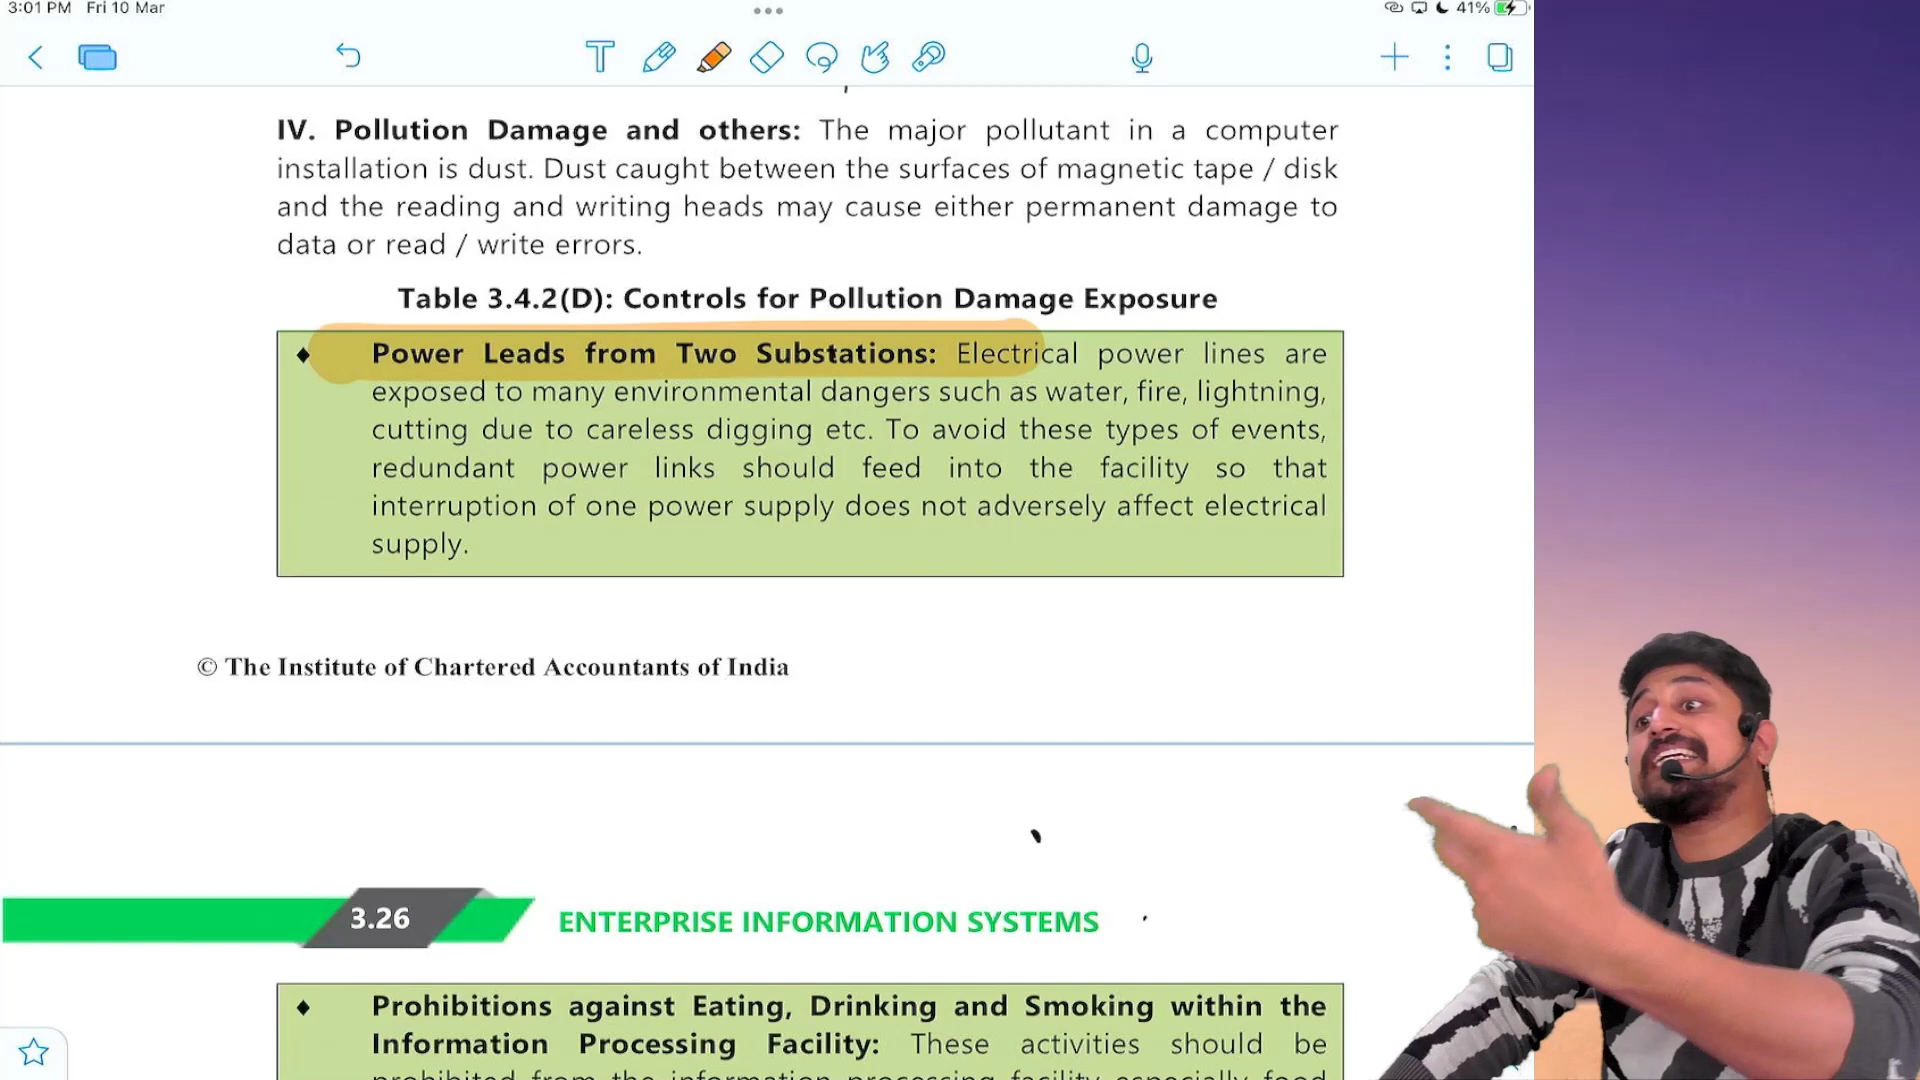 3:01 PM Fri 10 Mar
41%
IV. Pollution Damage and others: The major pollutant in a computer
installation is dust. Dust caught between the surfaces of magnetic tape / disk
and the reading and writing heads may cause either permanent damage to
data or read / write errors.
Table 3.4.2(D): Controls for Pollution Damage Exposure
♦ Power Leads from Two Substations: Electrical power lines are
exposed to many environmental dangers such as water, fire, lightning,
cutting due to careless digging etc. To avoid these types of events,
redundant power links should feed into the facility so that
interruption of one power supply does not adversely affect electrical
supply.
© The Institute of Chartered Accountants of India
3.26 ENTERPRISE INFORMATION SYSTEMS
♦ Prohibitions against Eating, Drinking and Smoking within the
Information Processing Facility: These activities should be
prohibited from the information processing facility especially food